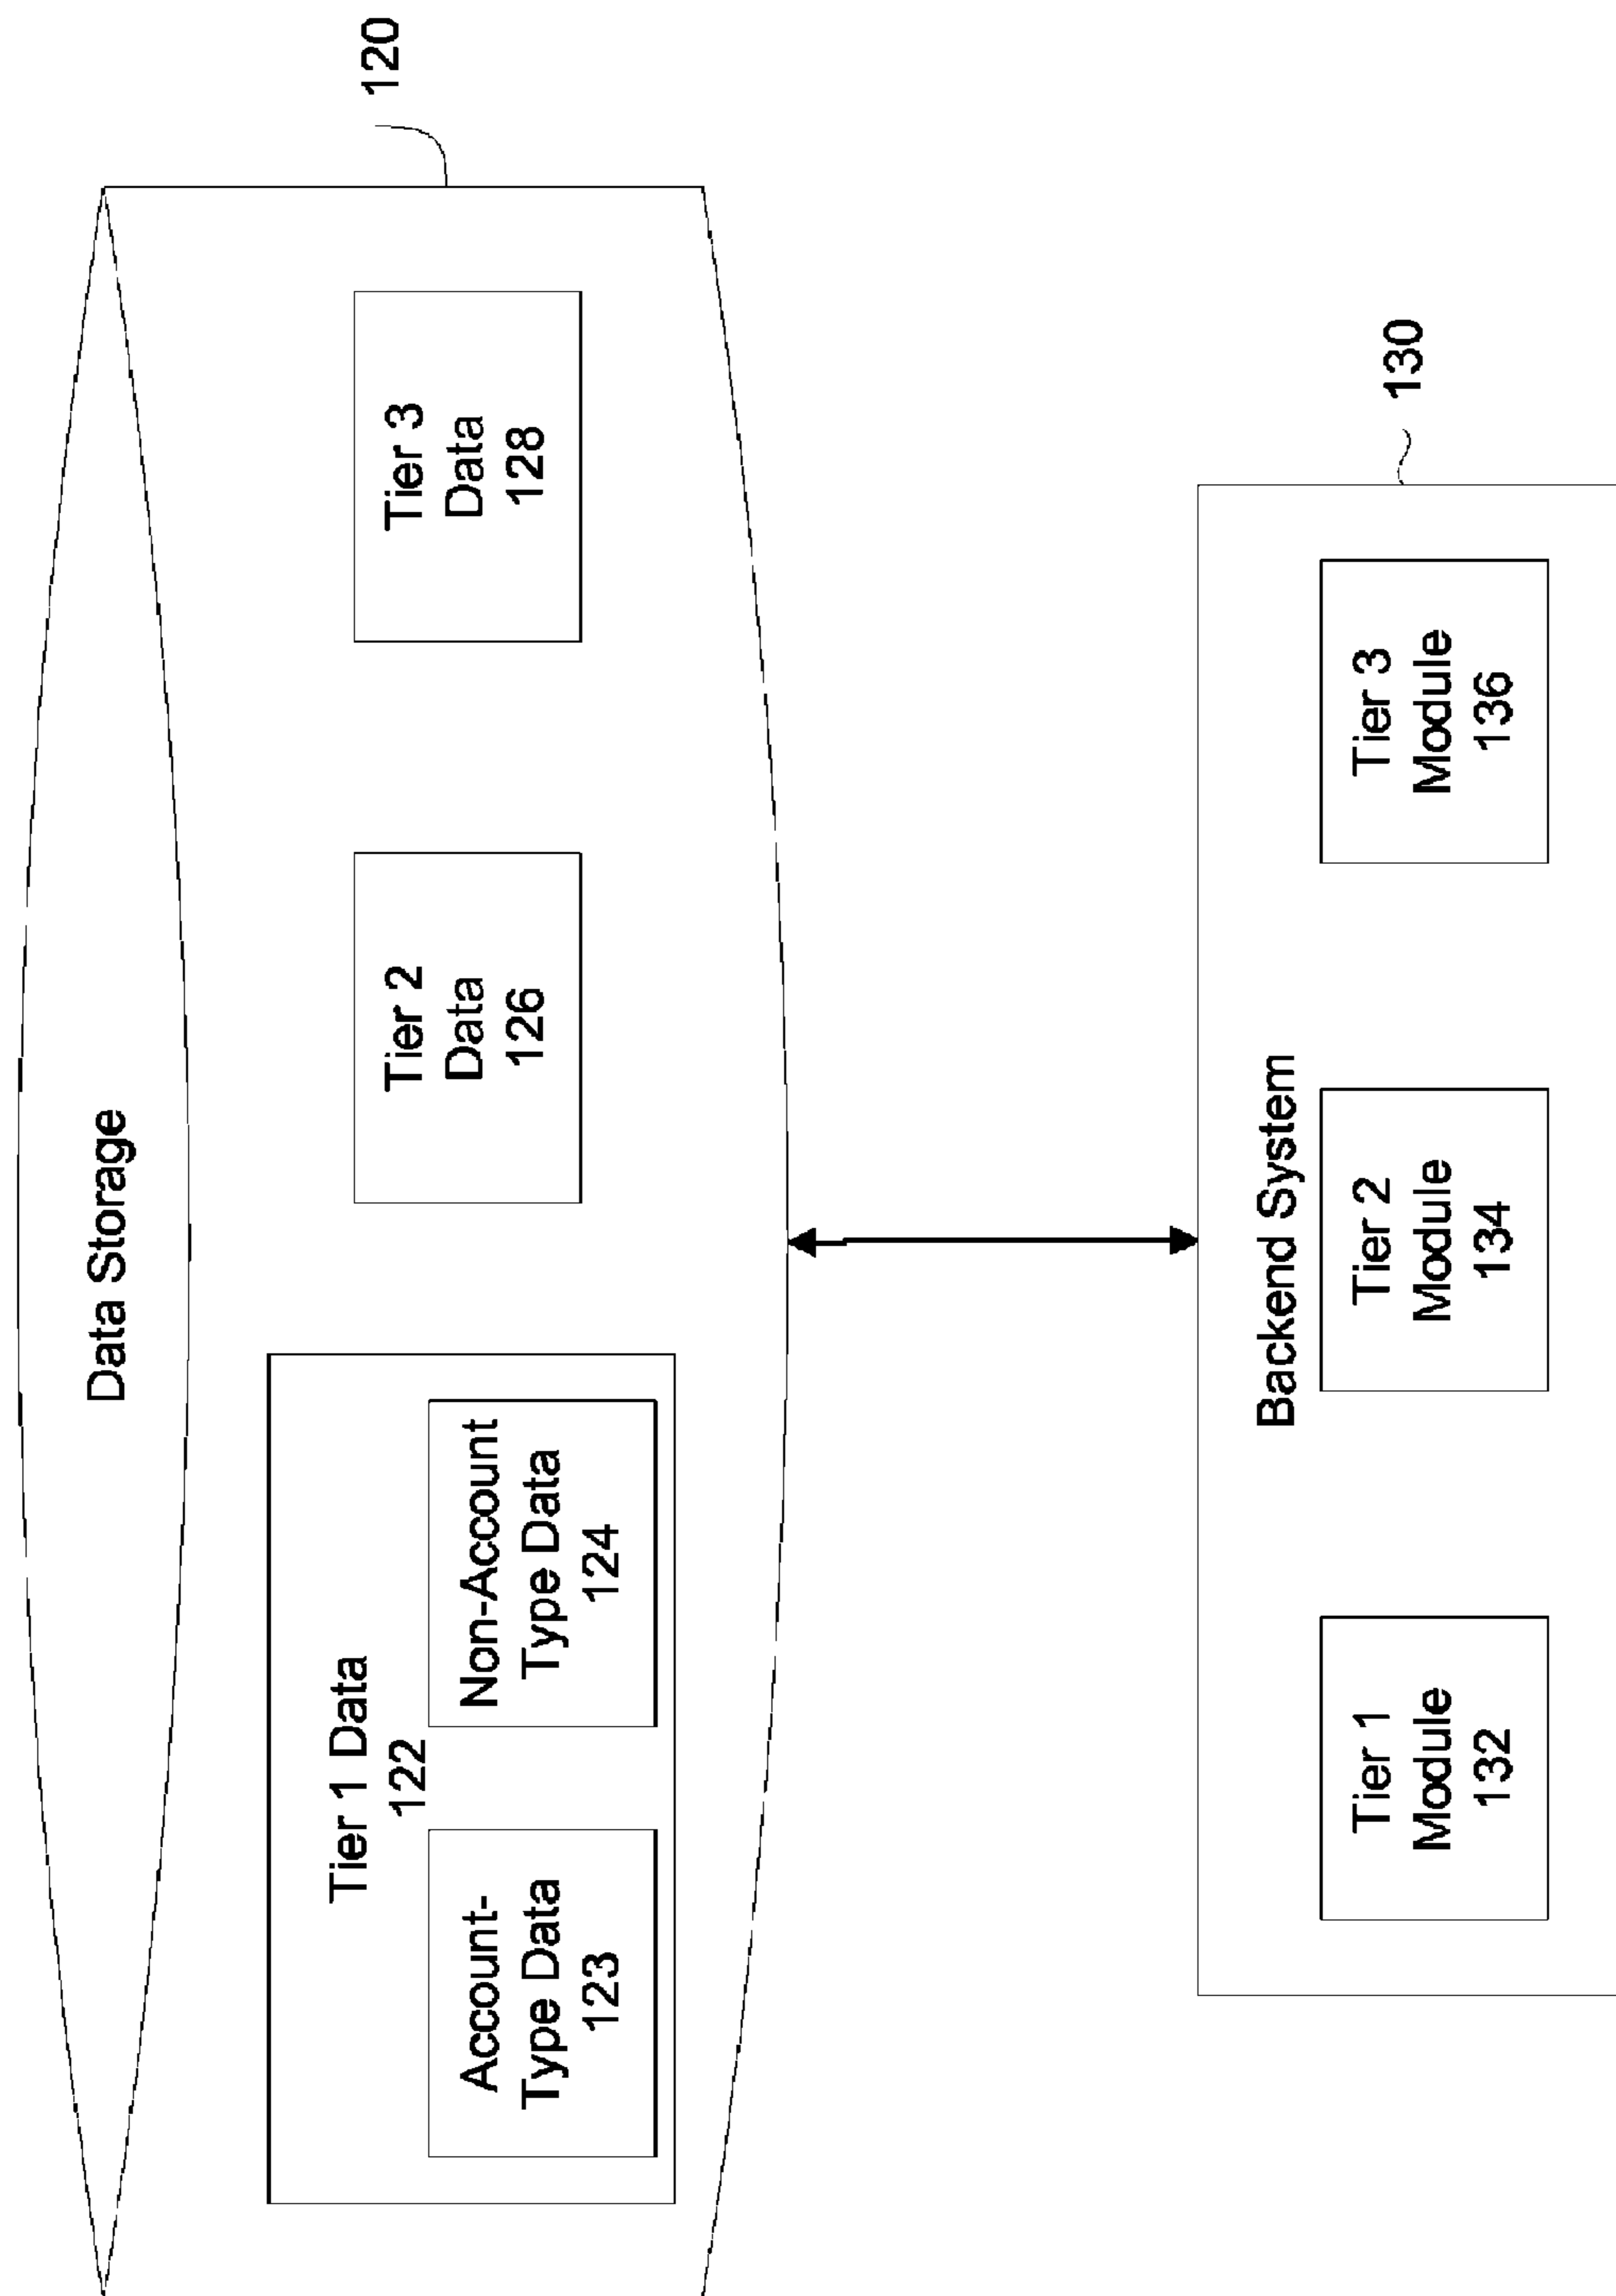 Data Storage
120
Tier 1 Data
122
Account-
Type Data
123
Non-Account
Type Data
124
Tier 2
Data
126
Tier 3
Data
128
Backend System
130
Tier 1
Module
132
Tier 2
Module
134
Tier 3
Module
136